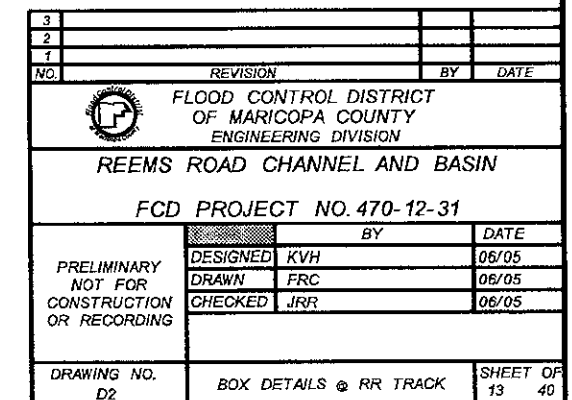 3
2
1
NO. REVISION BY DATE
FLOOD CONTROL DISTRICT
OF MARICOPA COUNTY
ENGINEERING DIVISION
REEMS ROAD CHANNEL AND BASIN
FCD PROJECT NO. 470-12-31
PRELIMINARY
NOT FOR
CONSTRUCTION
OR RECORDING
BY DATE
DESIGNED KVH 06/05
DRAWN FRC 06/05
CHECKED JRR 06/05
DRAWING NO.
D2
BOX DETAILS @ RR TRACK
SHEET OF
13 40